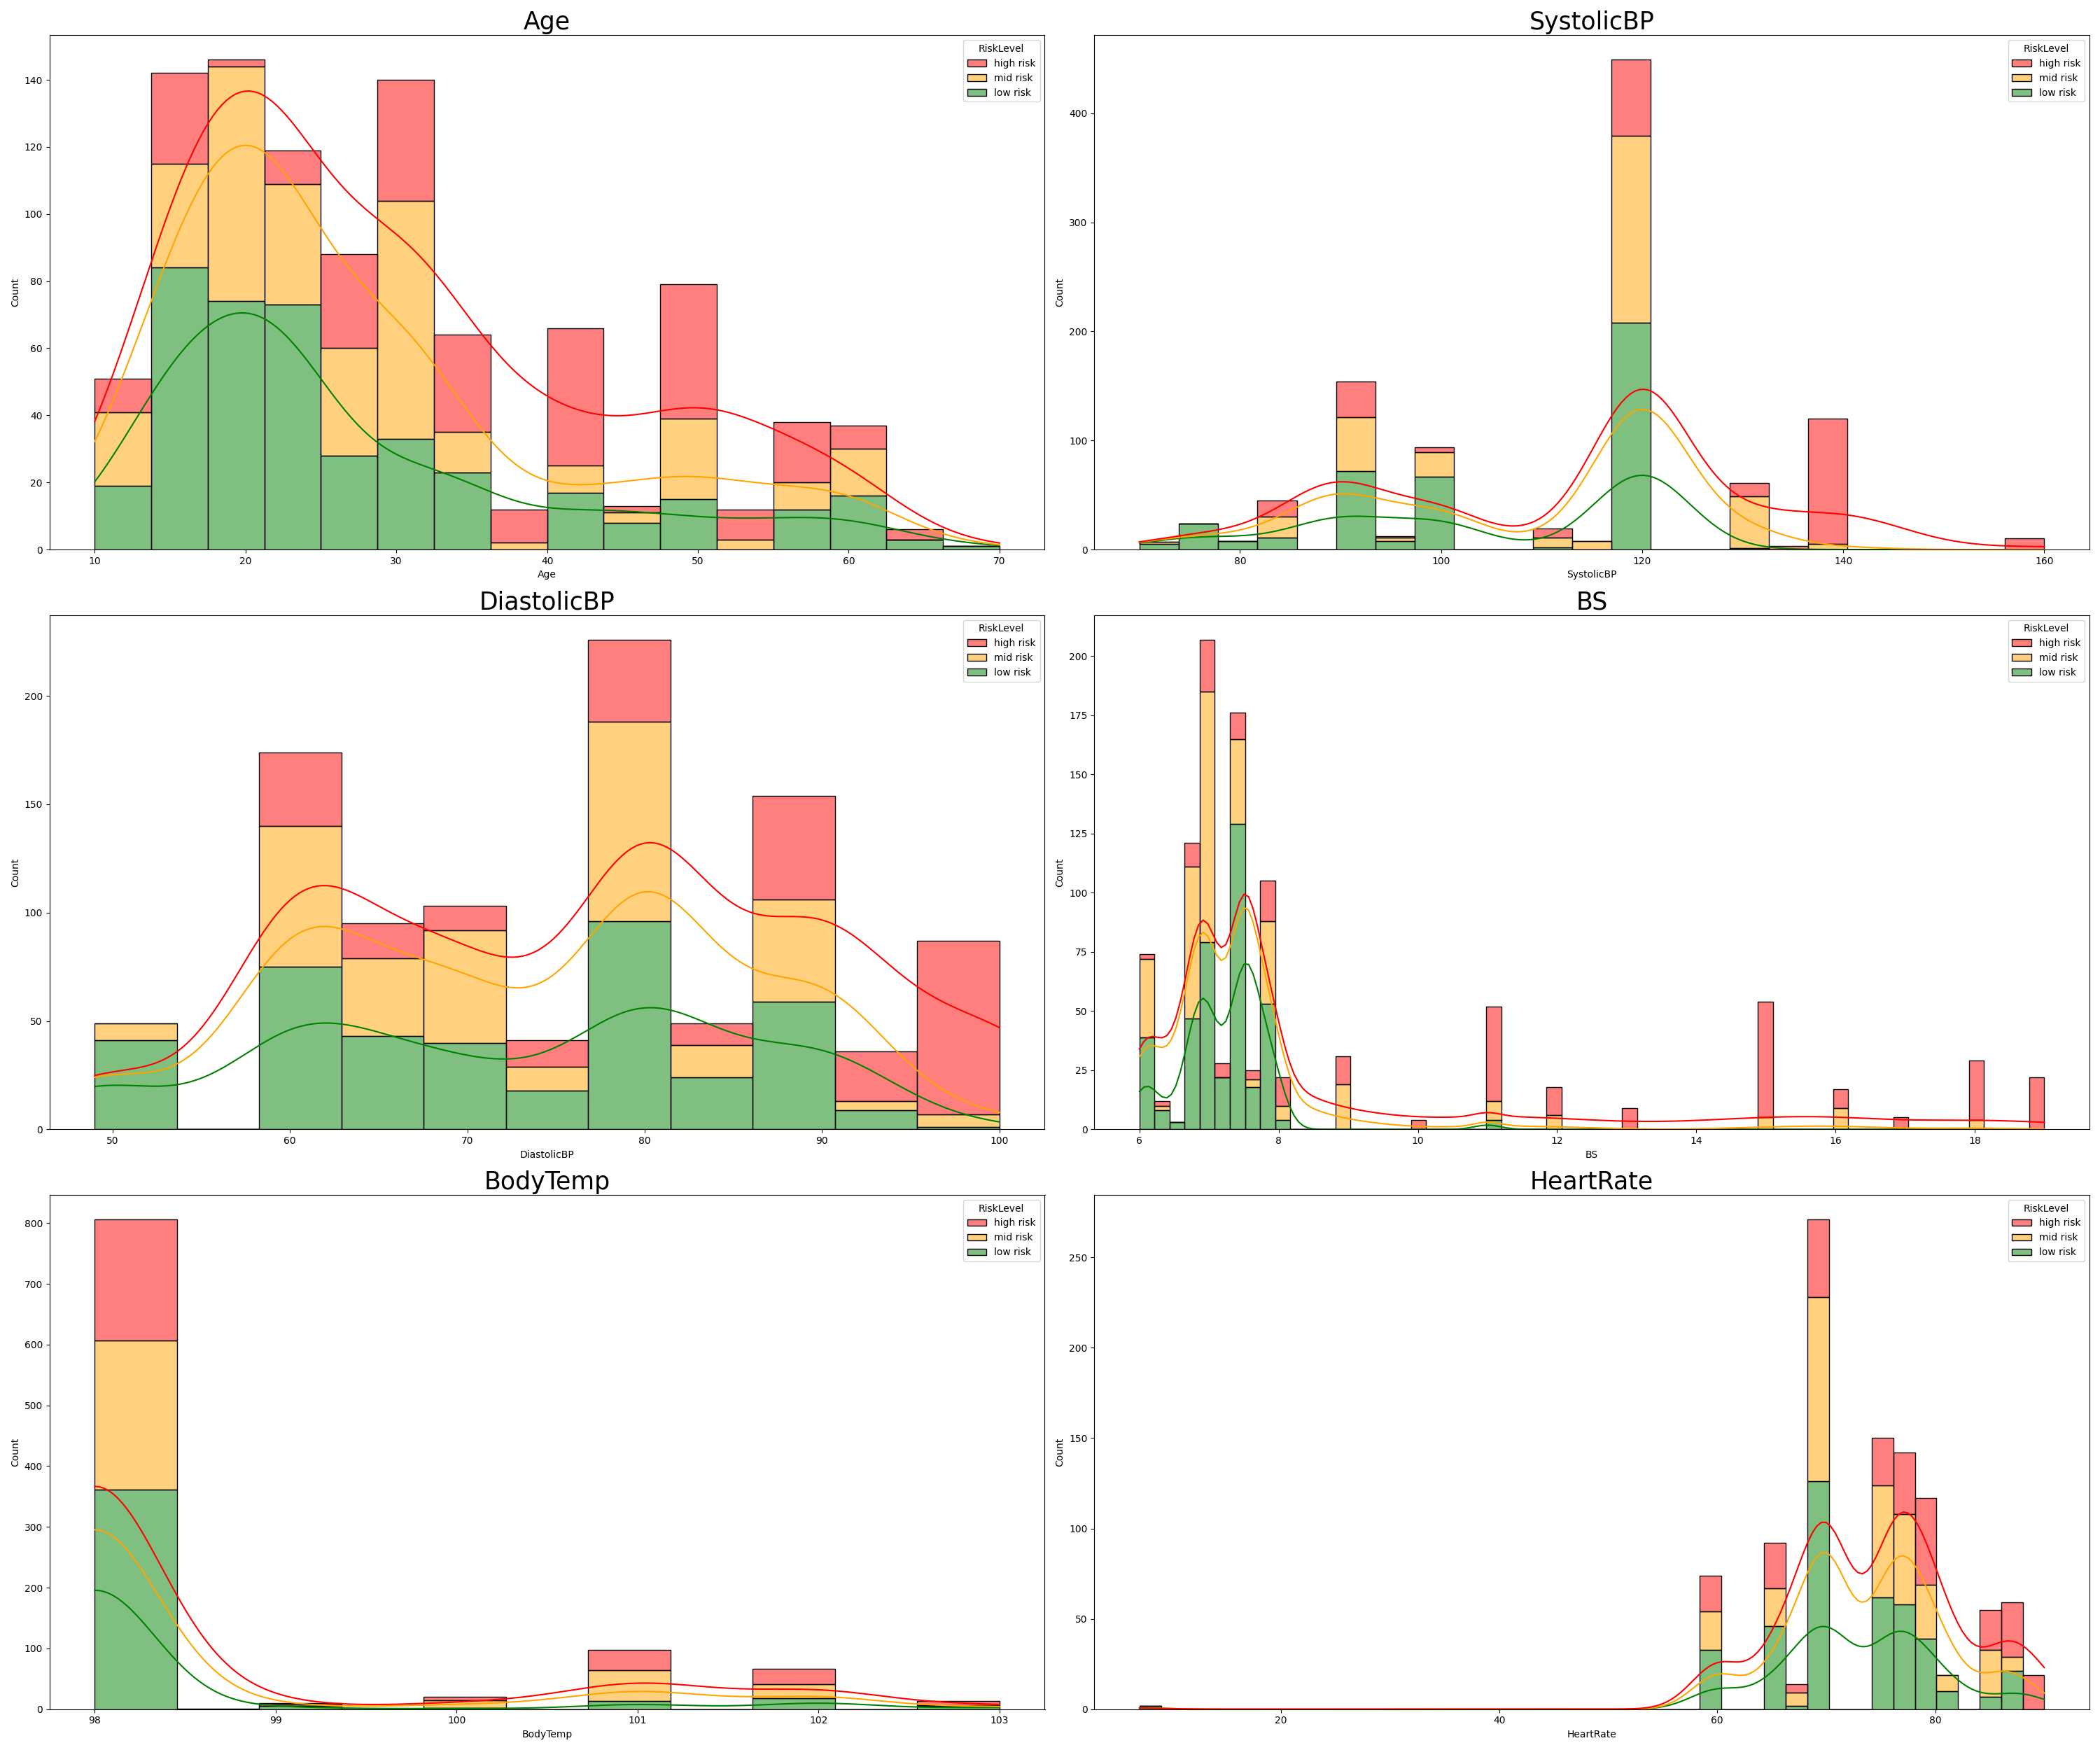 Age
RiskLevel
high risk
mid risk
low risk
Count
0
20
40
60
80
100
120
140
10 20 30 40 50 60 70
Age
SystolicBP
RiskLevel
high risk
mid risk
low risk
Count
0
100
200
300
400
80 100 120 140 160
SystolicBP
DiastolicBP
RiskLevel
high risk
mid risk
low risk
Count
0
50
100
150
200
50 60 70 80 90 100
DiastolicBP
BS
RiskLevel
high risk
mid risk
low risk
Count
0
25
50
75
100
125
150
175
200
6 8 10 12 14 16 18
BS
BodyTemp
RiskLevel
high risk
mid risk
low risk
Count
0
100
200
300
400
500
600
700
800
98 99 100 101 102 103
BodyTemp
HeartRate
RiskLevel
high risk
mid risk
low risk
Count
0
50
100
150
200
250
20 40 60 80
HeartRate